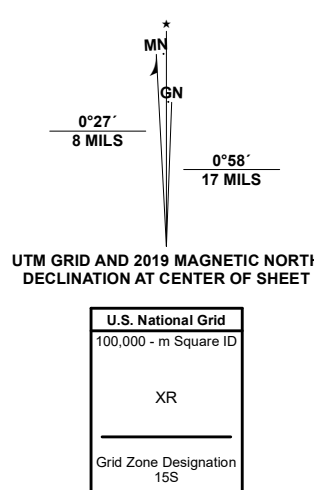 MN
GN
0°27´
8 MILS
0°58´
17 MILS
UTM GRID AND 2019 MAGNETIC NORTH
DECLINATION AT CENTER OF SHEET
U.S. National Grid
100,000 - m Square ID
XR
Grid Zone Designation
15S